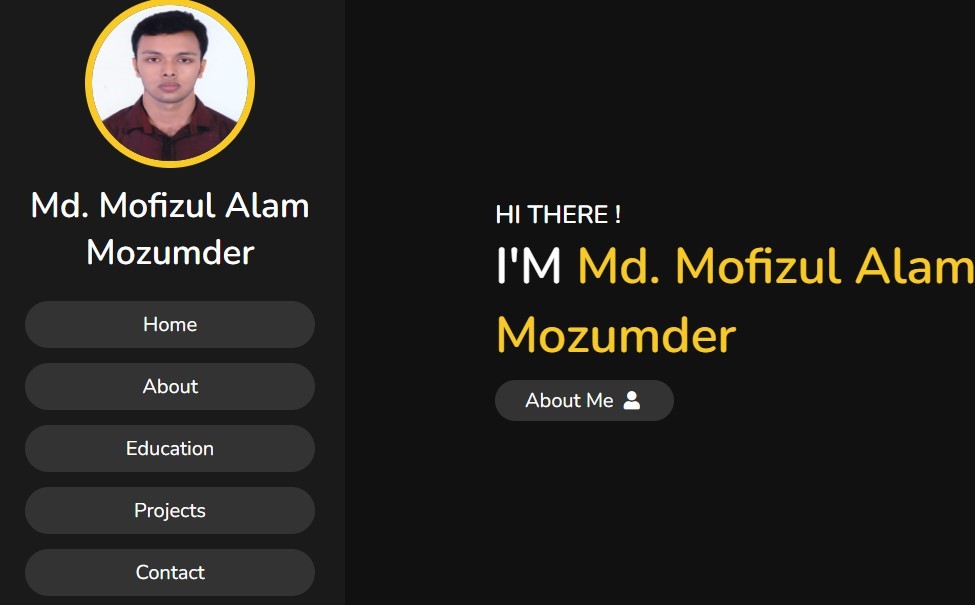 Md. Mofizul Alam
Mozumder
Home
About
Education
Projects
Contact
HI THERE !
I'M Md. Mofizul Alam
Mozumder
About Me